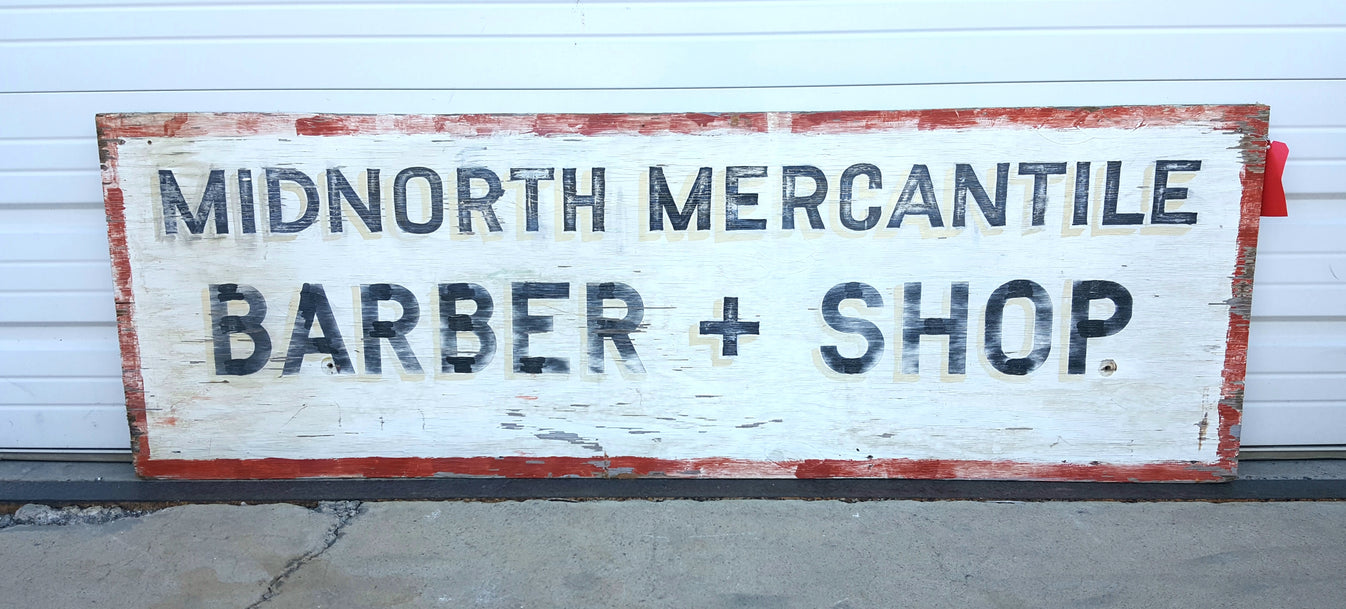 MIDNORTH MERCANTILE
BARBER + SHOP